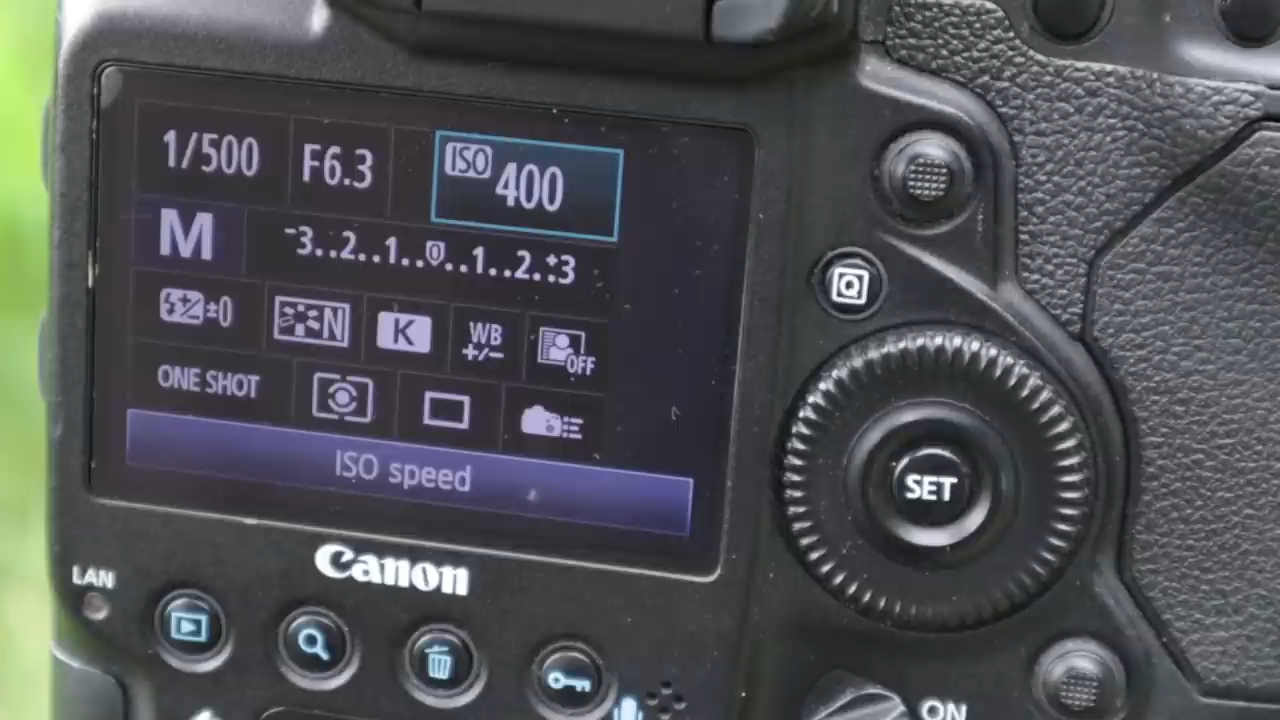 1/500 F6.3 ISO 400
M -3..2..1..0..1..2.:+3
±0 N K WB +/− OFF
ONE SHOT
ISO speed
Canon
LAN
Q
SET
ON